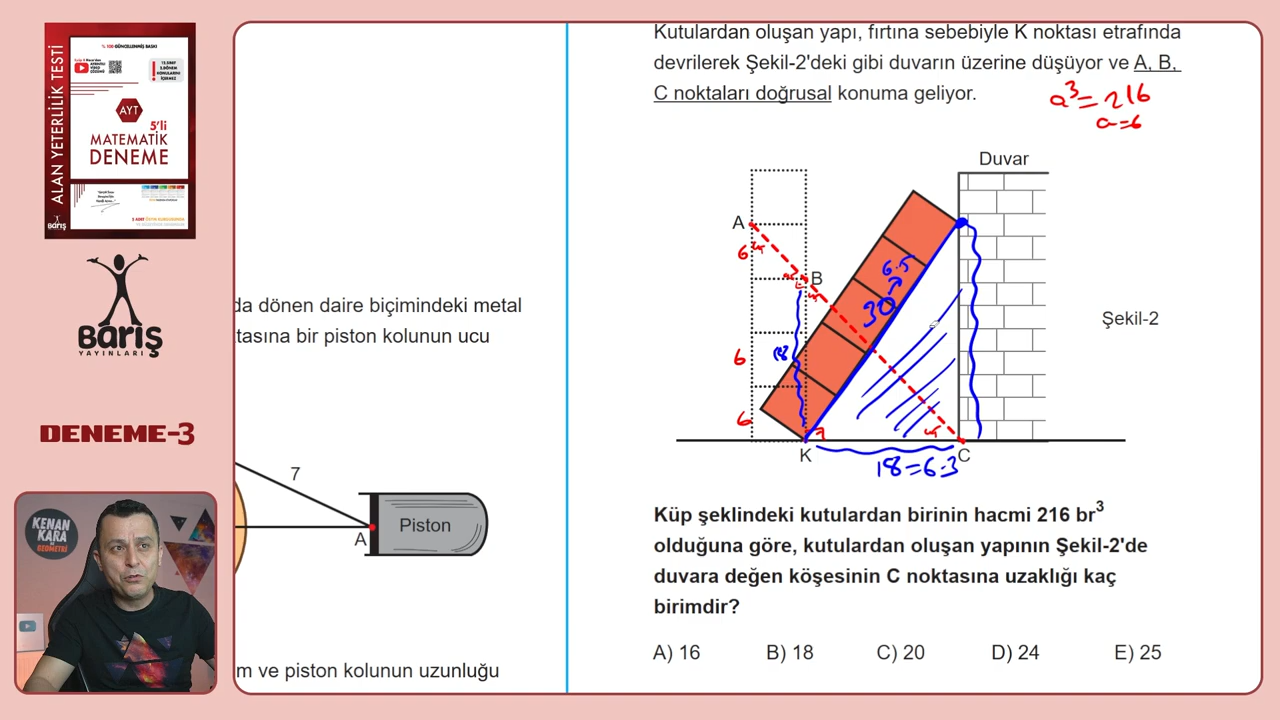 ALAN YETERLİLİK TESTİ
% 100 GÜNCELLENMİŞ BASKI
AYT
5'li
MATEMATİK
DENEME
BARIŞ
BARIŞ
YAYINLARI
DENEME-3
KENAN
KARA
ile
GEOMETRİ
da dönen daire biçimindeki metal
tasına bir piston kolunun ucu
7
Piston
A
m ve piston kolunun uzunluğu
Kutulardan oluşan yapı, fırtına sebebiyle K noktası etrafında
devrilerek Şekil-2'deki gibi duvarın üzerine düşüyor ve A, B,
C noktaları doğrusal konuma geliyor.
a³=216
a=6
Duvar
A
6
B
6.5
30
18
6
6
Şekil-2
K
C
18=6.3
Küp şeklindeki kutulardan birinin hacmi 216 br³
olduğuna göre, kutulardan oluşan yapının Şekil-2'de
duvara değen köşesinin C noktasına uzaklığı kaç
birimdir?
A) 16 B) 18 C) 20 D) 24 E) 25